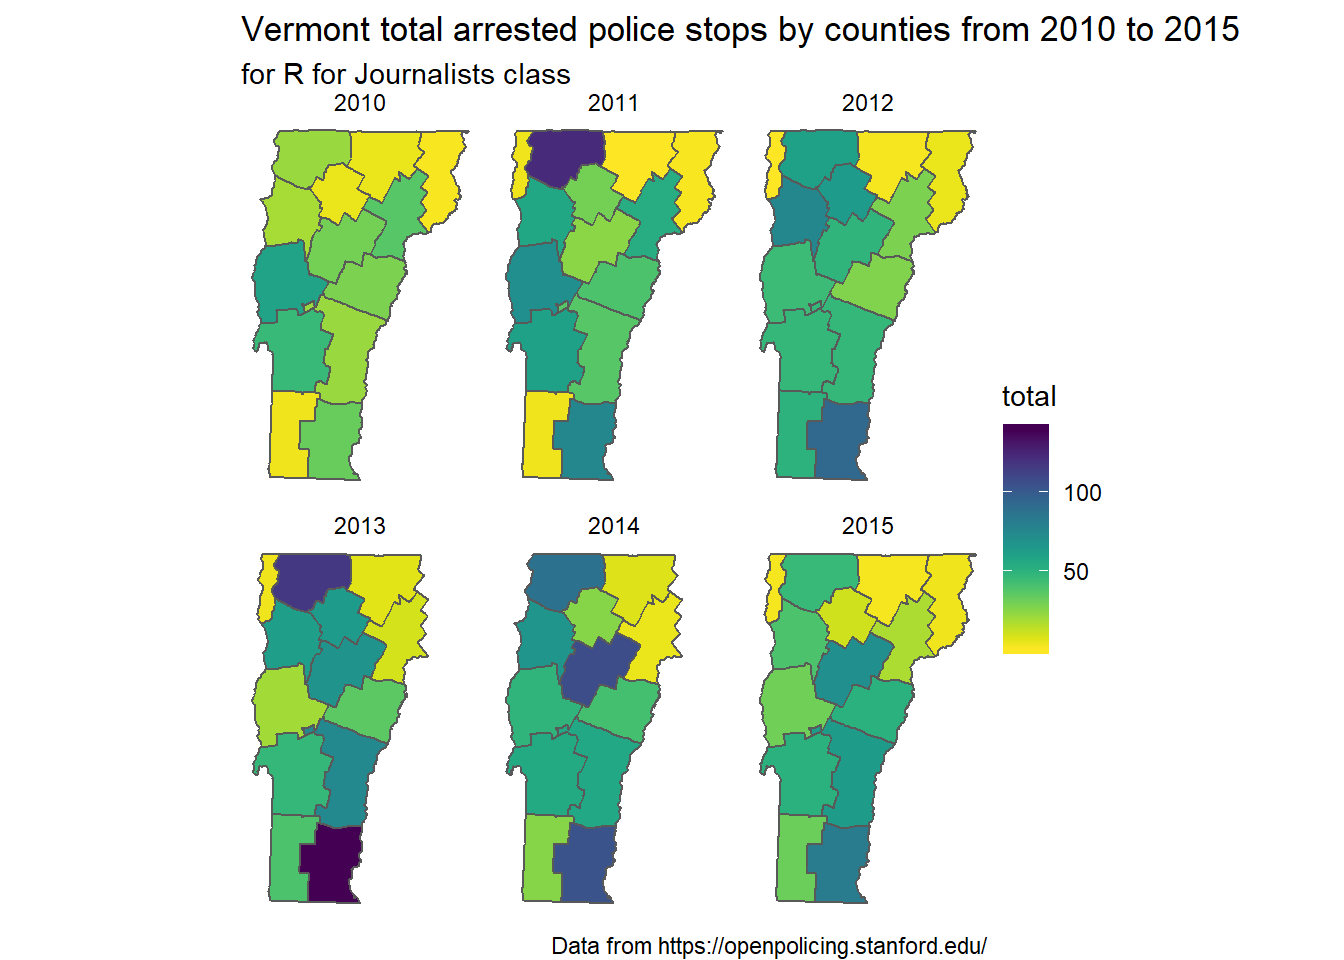 Vermont total arrested police stops by counties from 2010 to 2015
for R for Journalists class
2010
2011
2012
2013
2014
2015
total
100
50
Data from https://openpolicing.stanford.edu/